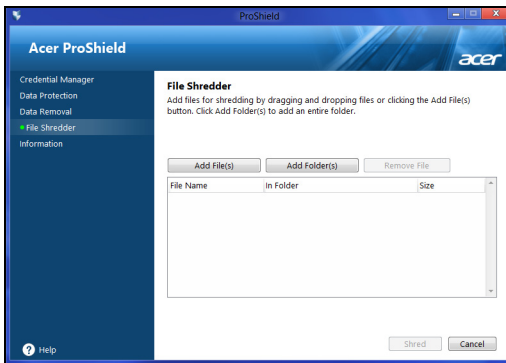 ProShield
Acer ProShield
acer
Credential Manager
Data Protection
Data Removal
File Shredder
Information
File Shredder
Add files for shredding by dragging and dropping files or clicking the Add File(s)
button. Click Add Folder(s) to add an entire folder.
Add File(s) Add Folder(s) Remove File
File Name In Folder Size
? Help
Shred Cancel